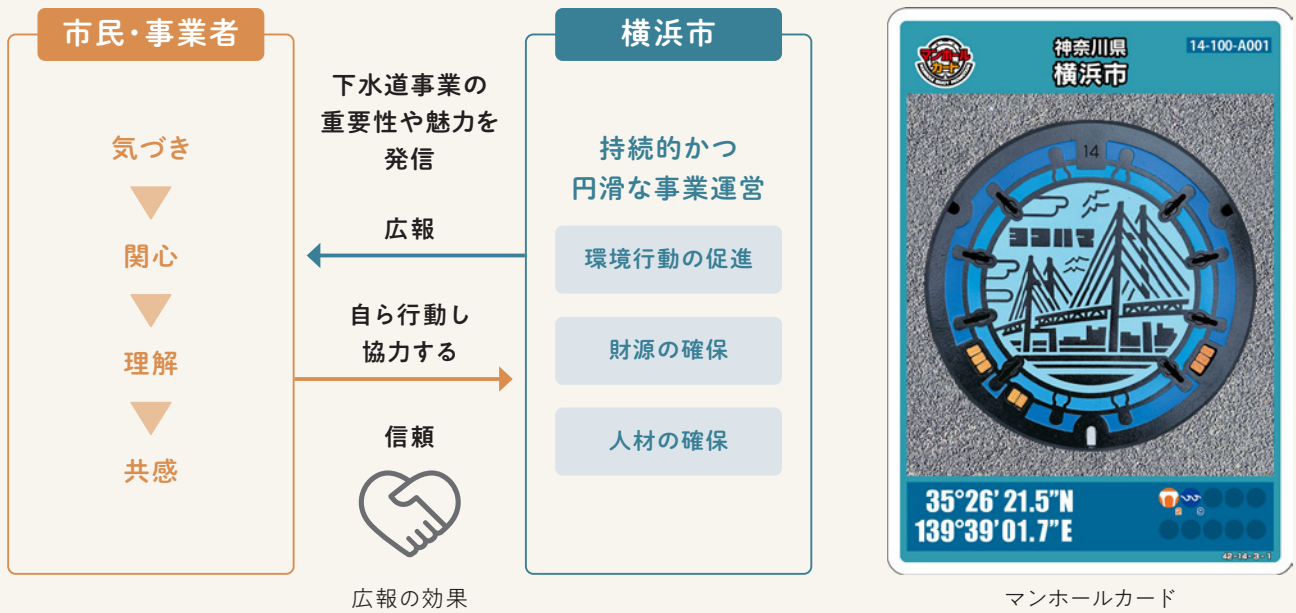 市民・事業者
気づき
関心
理解
共感
下水道事業の
重要性や魅力を
発信
広報
自ら行動し
協力する
信頼
広報の効果
横浜市
持続的かつ
円滑な事業運営
環境行動の促進
財源の確保
人材の確保
マンホール
カード
神奈川県
横浜市
14-100-A001
14
ヨコハマ
35°26'21.5"N
139°39'01.7"E
42-14-3-1
マンホールカード